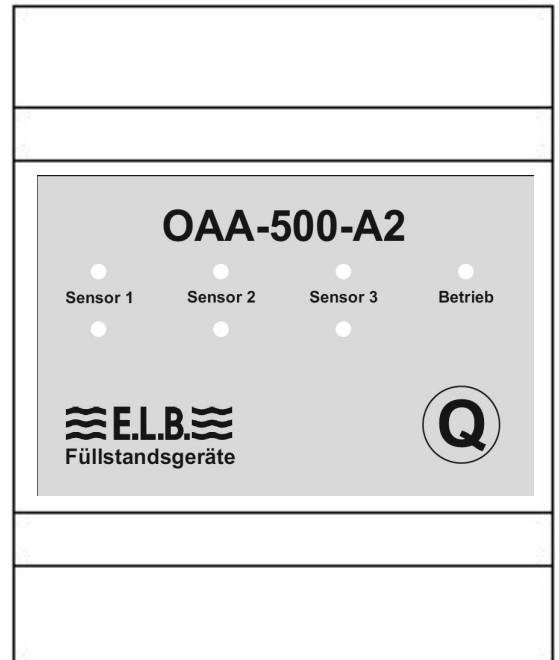 OAA-500-A2
Sensor 1 Sensor 2 Sensor 3 Betrieb
E.L.B.
Füllstandsgeräte
Q